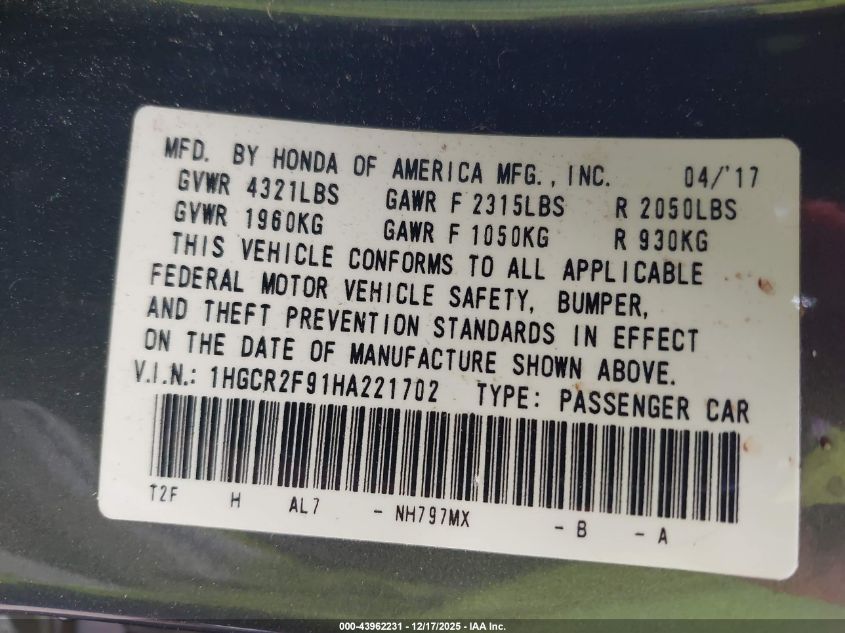 MFD. BY HONDA OF AMERICA MFG., INC. 04/'17
GVWR 4321LBS GAWR F 2315LBS R 2050LBS
GVWR 1960KG GAWR F 1050KG R 930KG
THIS VEHICLE CONFORMS TO ALL APPLICABLE
FEDERAL MOTOR VEHICLE SAFETY, BUMPER,
AND THEFT PREVENTION STANDARDS IN EFFECT
ON THE DATE OF MANUFACTURE SHOWN ABOVE.
V.I.N.: 1HGCR2F91HA221702 TYPE: PASSENGER CAR
T2F H AL7 - NH797MX - B - A
000-43962231 - 12/17/2025 - IAA Inc.